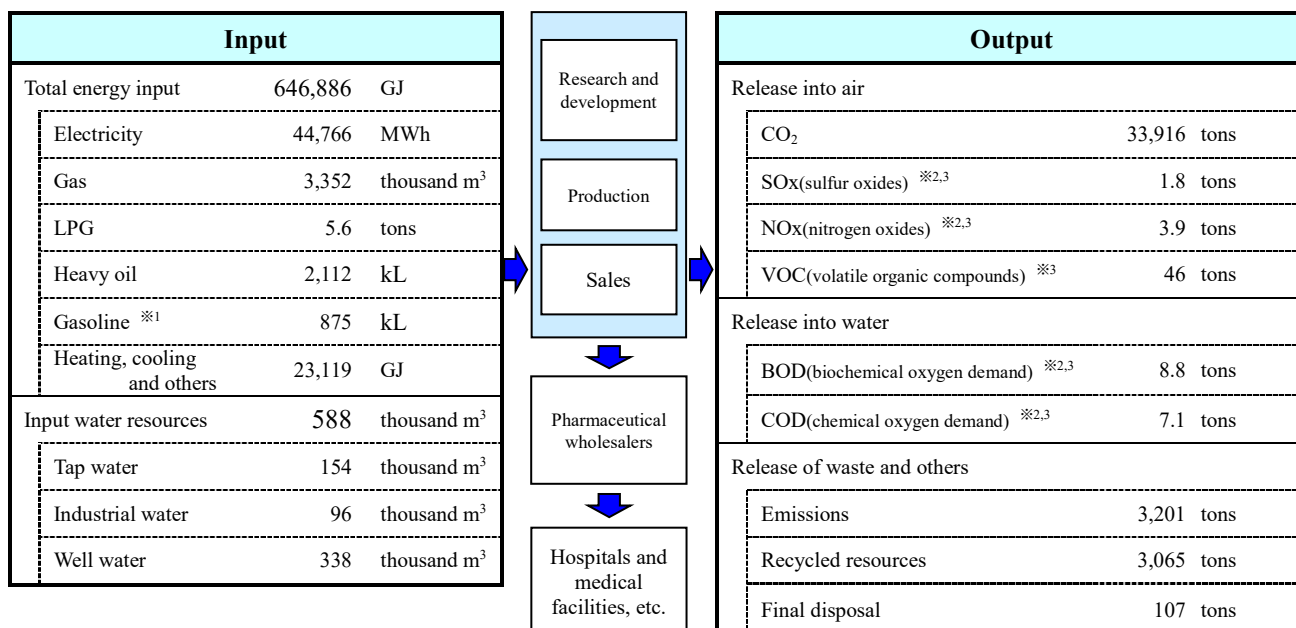 Input
Total energy input 646,886 GJ
Electricity 44,766 MWh
Gas 3,352 thousand m³
LPG 5.6 tons
Heavy oil 2,112 kL
Gasoline ※1 875 kL
Heating, cooling
and others 23,119 GJ
Input water resources 588 thousand m³
Tap water 154 thousand m³
Industrial water 96 thousand m³
Well water 338 thousand m³
Research and
development
Production
Sales
Pharmaceutical
wholesalers
Hospitals and
medical
facilities, etc.
Output
Release into air
CO₂ 33,916 tons
SOx(sulfur oxides) ※2,3 1.8 tons
NOx(nitrogen oxides) ※2,3 3.9 tons
VOC(volatile organic compounds) ※3 46 tons
Release into water
BOD(biochemical oxygen demand) ※2,3 8.8 tons
COD(chemical oxygen demand) ※2,3 7.1 tons
Release of waste and others
Emissions 3,201 tons
Recycled resources 3,065 tons
Final disposal 107 tons